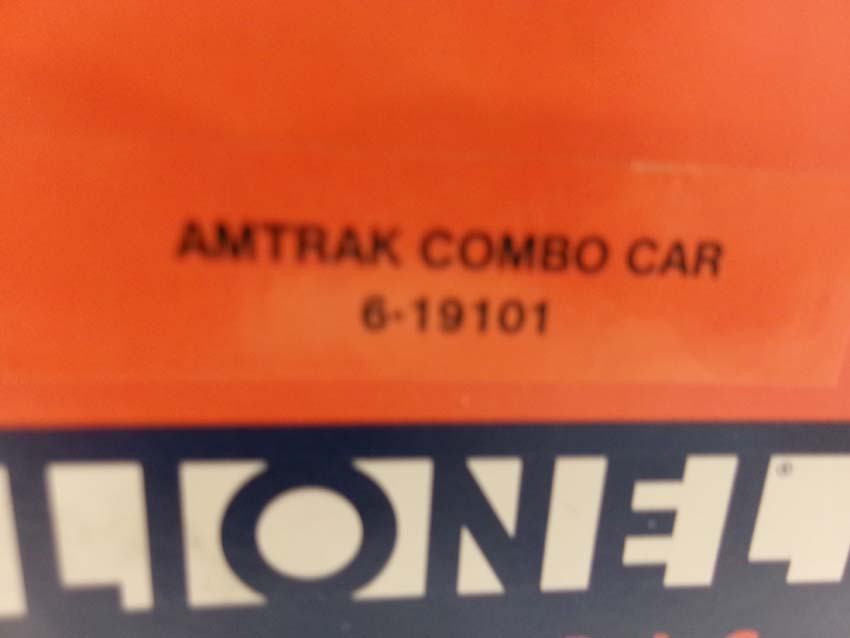 AMTRAK COMBO CAR
6-19101
LIONEL®